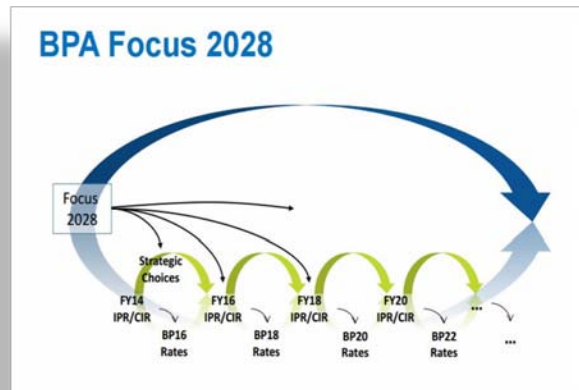 BPA Focus 2028
Focus
2028
Strategic
Choices
FY14
IPR/CIR
FY16
IPR/CIR
FY18
IPR/CIR
FY20
IPR/CIR
...
BP16
Rates
BP18
Rates
BP20
Rates
BP22
Rates
...